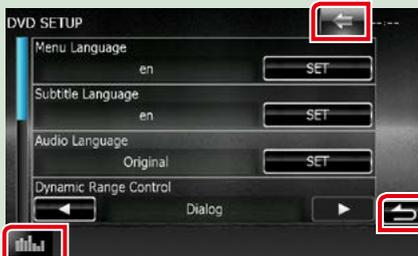 DVD SETUP --:--
Menu Language
en SET
Subtitle Language
en SET
Audio Language
Original SET
Dynamic Range Control
Dialog